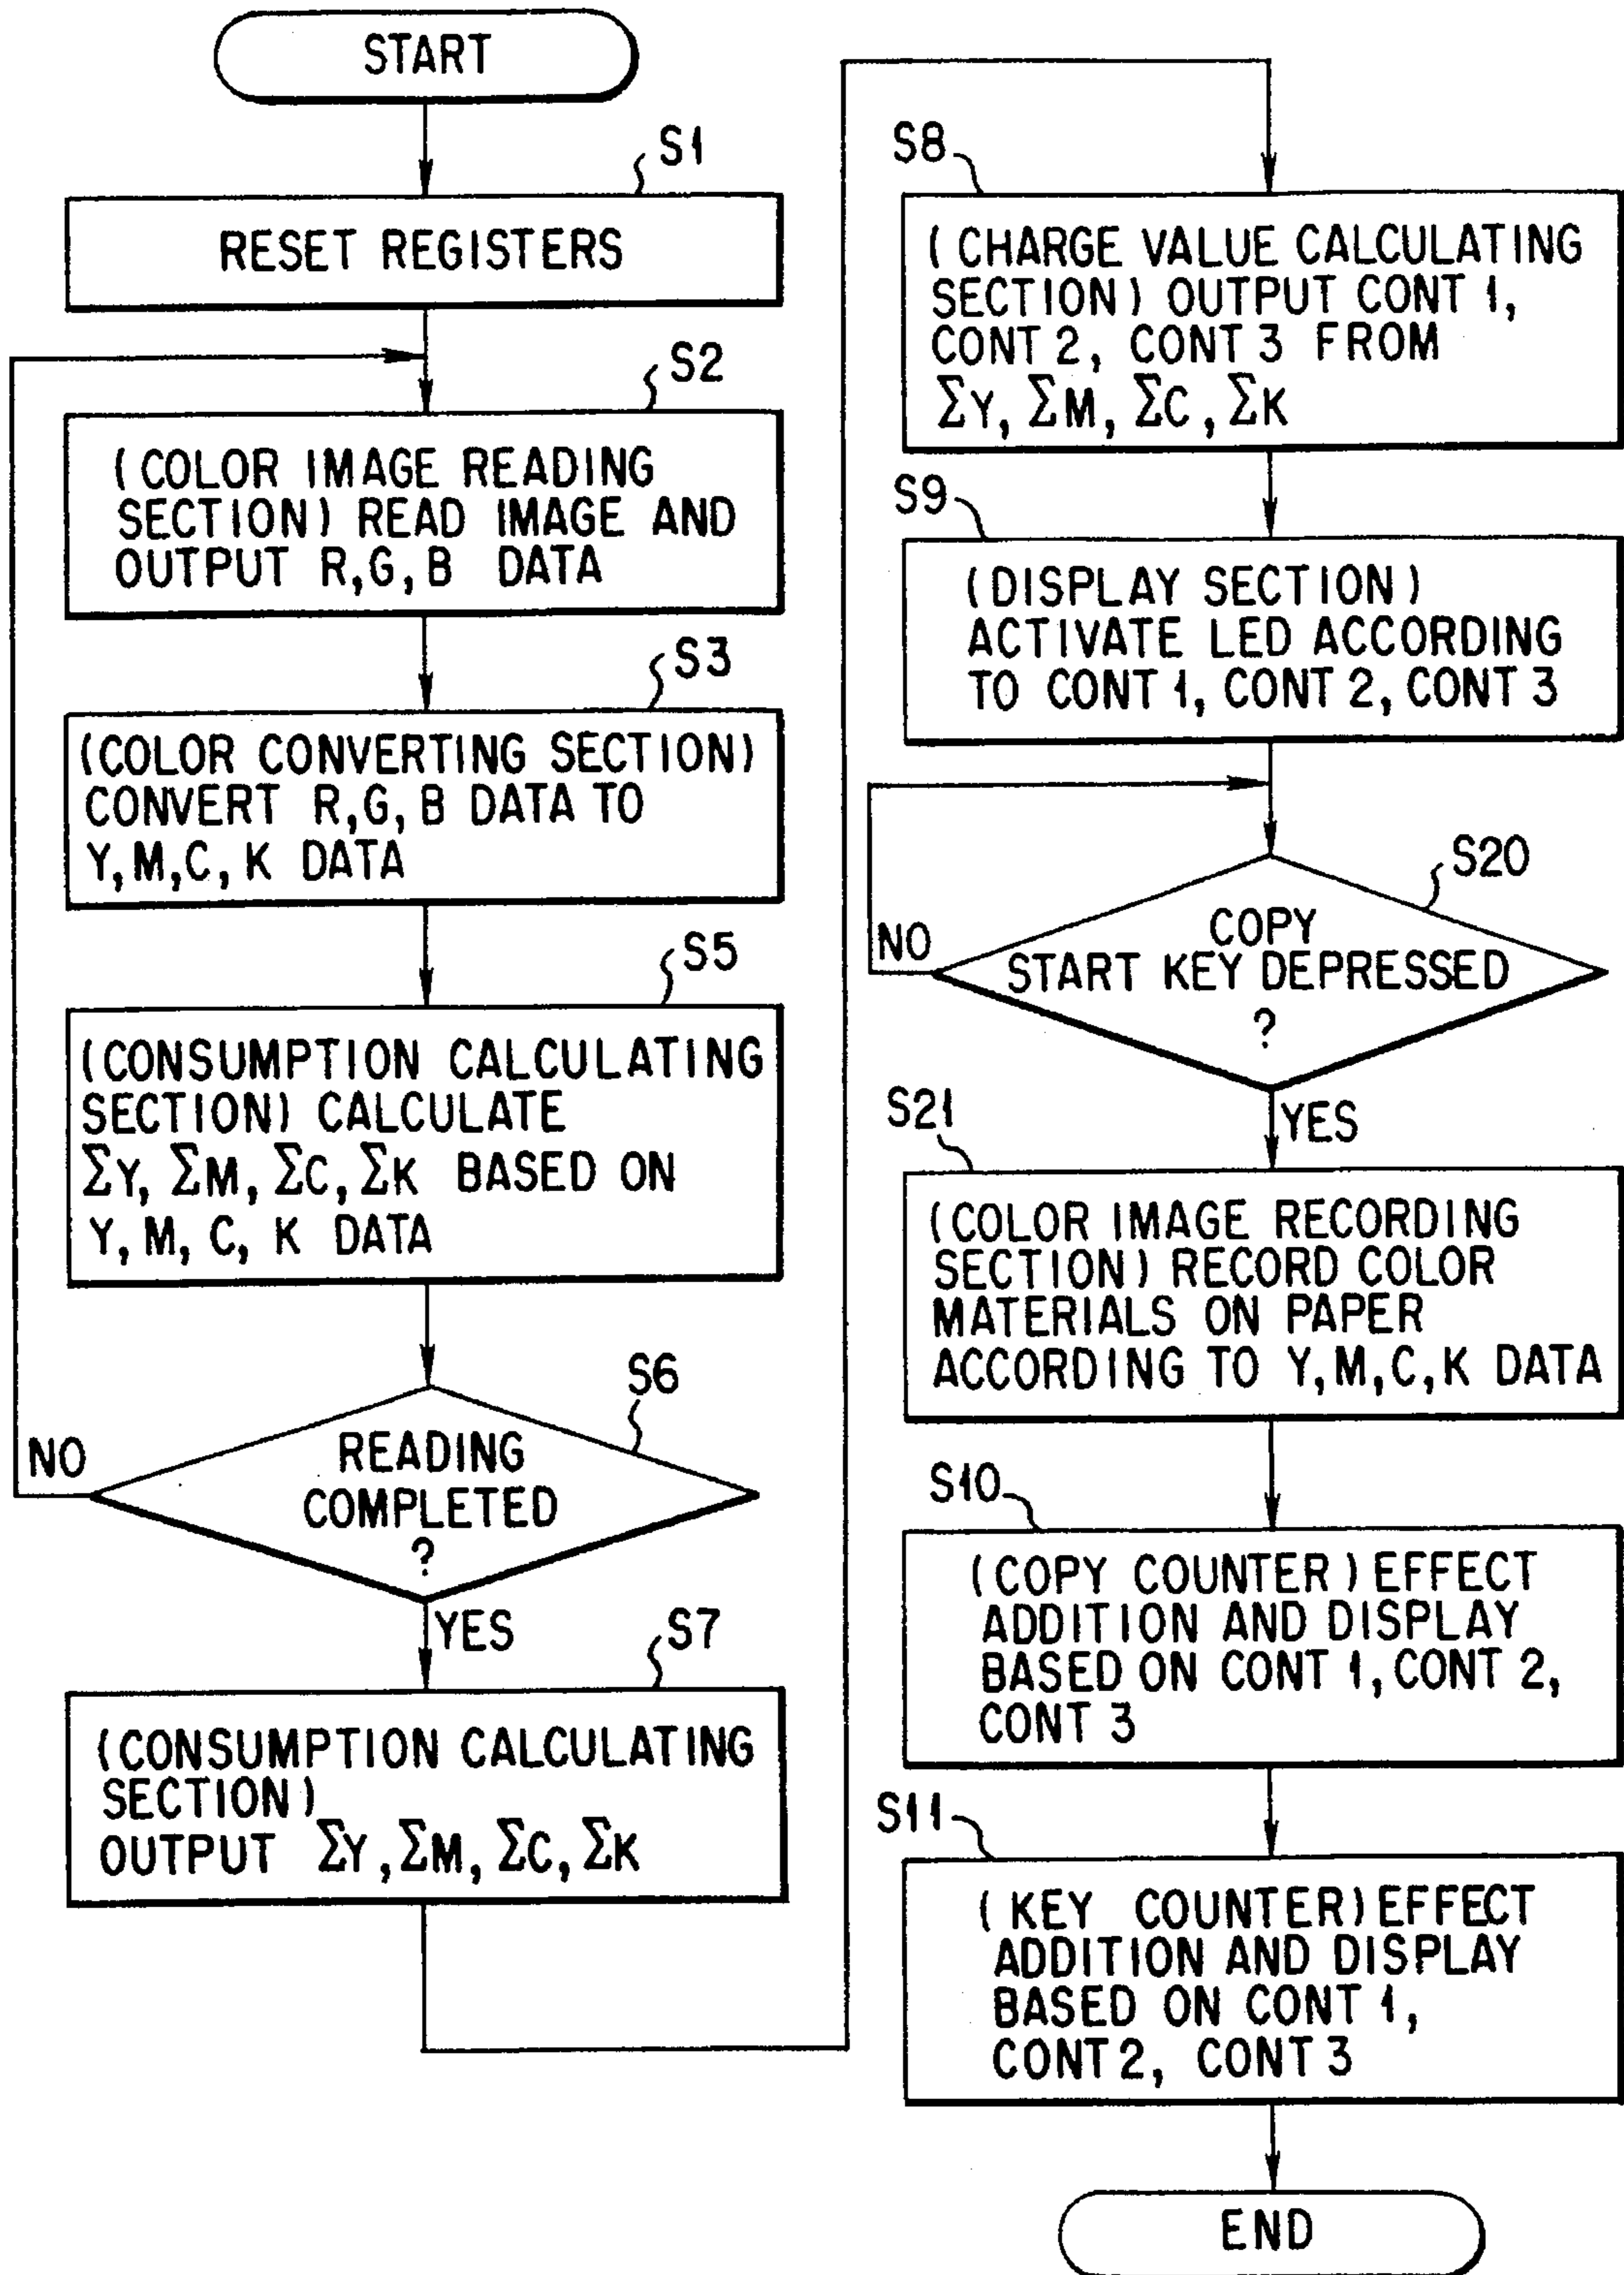 START
S1
RESET REGISTERS
S2
(COLOR IMAGE READING
SECTION) READ IMAGE AND
OUTPUT R,G,B DATA
S3
(COLOR CONVERTING SECTION)
CONVERT R,G,B DATA TO
Y,M,C,K DATA
S5
(CONSUMPTION CALCULATING
SECTION) CALCULATE
ΣY, ΣM, ΣC, ΣK BASED ON
Y, M, C, K DATA
S6
READING
COMPLETED
?
NO
YES
S7
(CONSUMPTION CALCULATING
SECTION)
OUTPUT ΣY, ΣM, ΣC, ΣK
S8
(CHARGE VALUE CALCULATING
SECTION) OUTPUT CONT 1,
CONT 2, CONT 3 FROM
ΣY, ΣM, ΣC, ΣK
S9
(DISPLAY SECTION)
ACTIVATE LED ACCORDING
TO CONT 1, CONT 2, CONT 3
S20
COPY
START KEY DEPRESSED
?
NO
YES
S21
(COLOR IMAGE RECORDING
SECTION) RECORD COLOR
MATERIALS ON PAPER
ACCORDING TO Y,M,C,K DATA
S10
(COPY COUNTER) EFFECT
ADDITION AND DISPLAY
BASED ON CONT 1, CONT 2,
CONT 3
S11
(KEY COUNTER) EFFECT
ADDITION AND DISPLAY
BASED ON CONT 1,
CONT 2, CONT 3
END